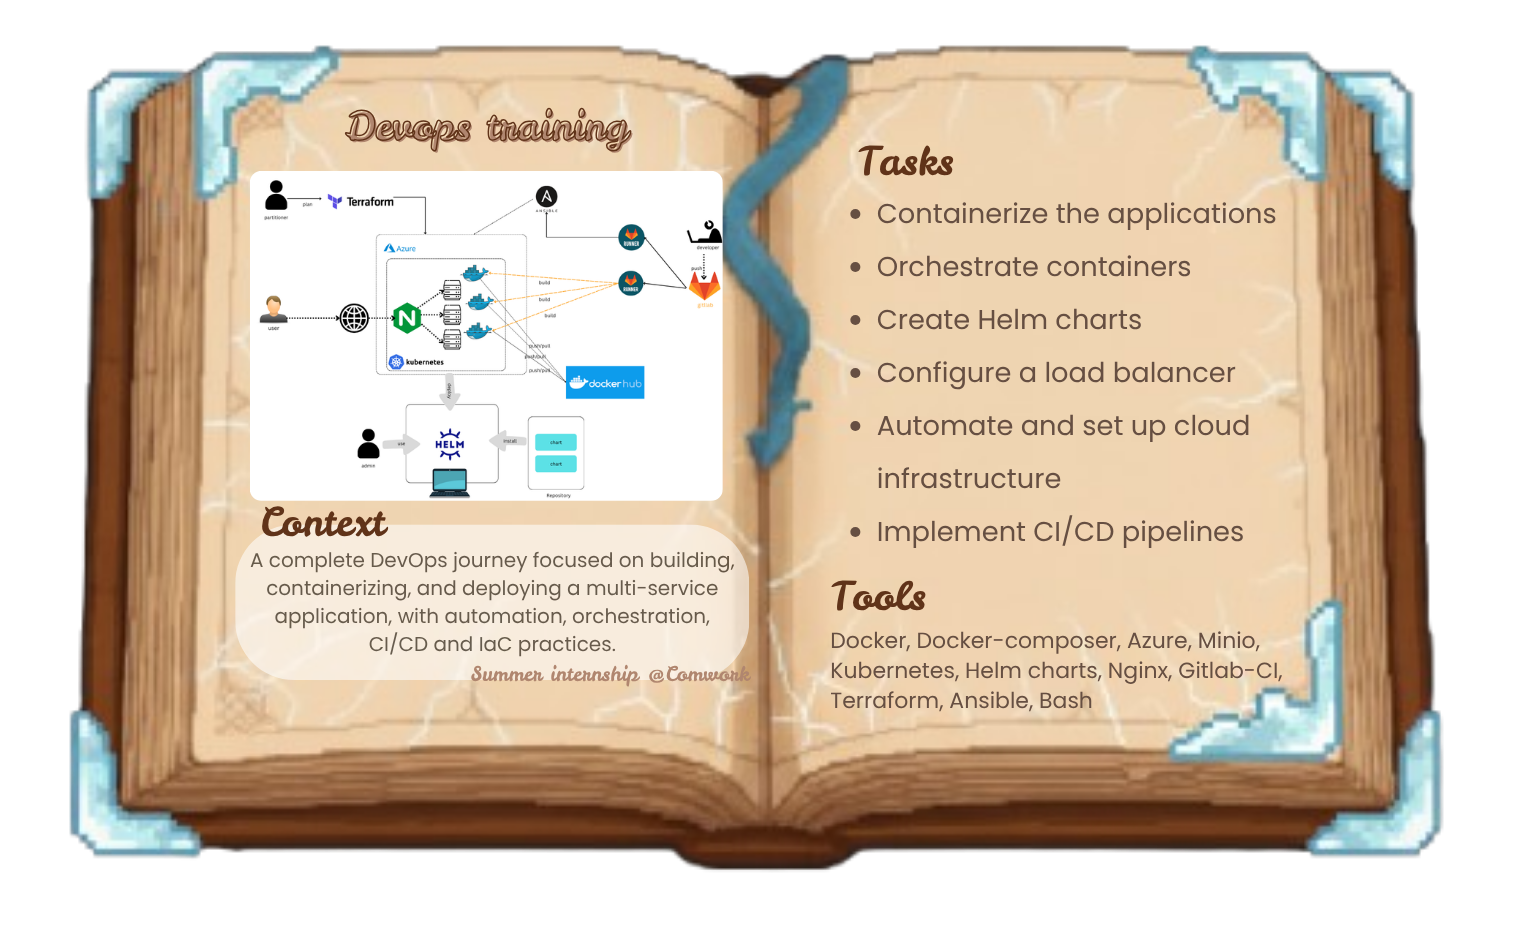 Devops training
partitioner
plan
Terraform
ANSIBLE
Azure
RUNNER
developer
push
RUNNER
gitlab
build
build
build
user
N
kubernetes
push/pull
push/pull
push/pull
dockerhub
deploy
admin
use
HELM
install
chart
chart
Repository
Context
A complete DevOps journey focused on building,
containerizing, and deploying a multi-service
application, with automation, orchestration,
CI/CD and IaC practices.
Summer internship @Comwork
Tasks
• Containerize the applications
• Orchestrate containers
• Create Helm charts
• Configure a load balancer
• Automate and set up cloud
infrastructure
• Implement CI/CD pipelines
Tools
Docker, Docker-composer, Azure, Minio,
Kubernetes, Helm charts, Nginx, Gitlab-CI,
Terraform, Ansible, Bash